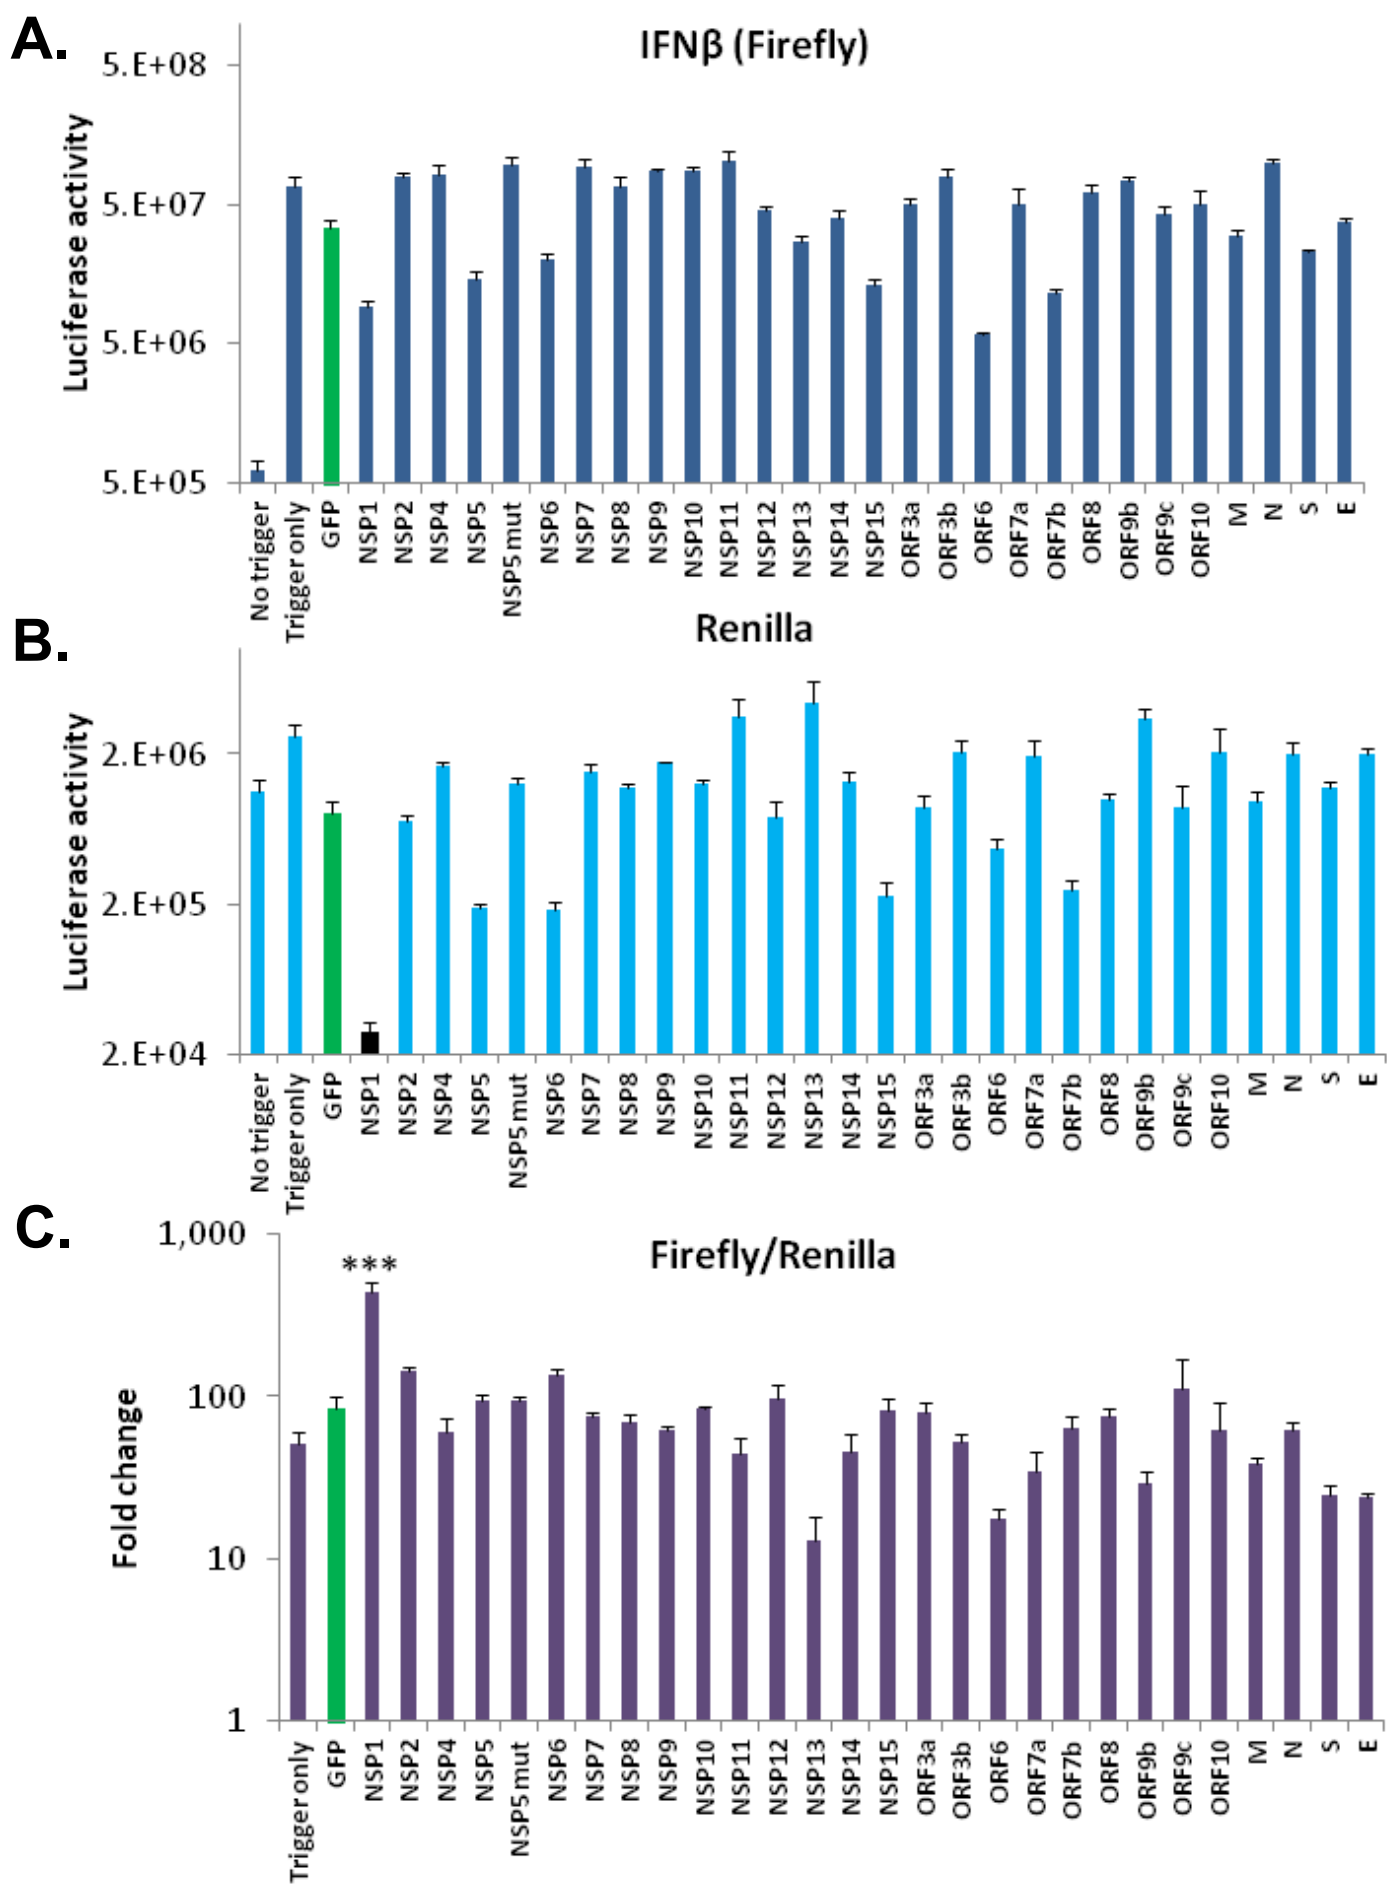 A.
IFNβ (Firefly)
Luciferase activity
5.E+08
5.E+07
5.E+06
5.E+05
No trigger
Trigger only
GFP
NSP1
NSP2
NSP4
NSP5
NSP5 mut
NSP6
NSP7
NSP8
NSP9
NSP10
NSP11
NSP12
NSP13
NSP14
NSP15
ORF3a
ORF3b
ORF6
ORF7a
ORF7b
ORF8
ORF9b
ORF9c
ORF10
M
N
S
E
B.
Renilla
Luciferase activity
2.E+06
2.E+05
2.E+04
No trigger
Trigger only
GFP
NSP1
NSP2
NSP4
NSP5
NSP5 mut
NSP6
NSP7
NSP8
NSP9
NSP10
NSP11
NSP12
NSP13
NSP14
NSP15
ORF3a
ORF3b
ORF6
ORF7a
ORF7b
ORF8
ORF9b
ORF9c
ORF10
M
N
S
E
C.
Firefly/Renilla
Fold change
1,000
100
10
1
***
Trigger only
GFP
NSP1
NSP2
NSP4
NSP5
NSP5 mut
NSP6
NSP7
NSP8
NSP9
NSP10
NSP11
NSP12
NSP13
NSP14
NSP15
ORF3a
ORF3b
ORF6
ORF7a
ORF7b
ORF8
ORF9b
ORF9c
ORF10
M
N
S
E